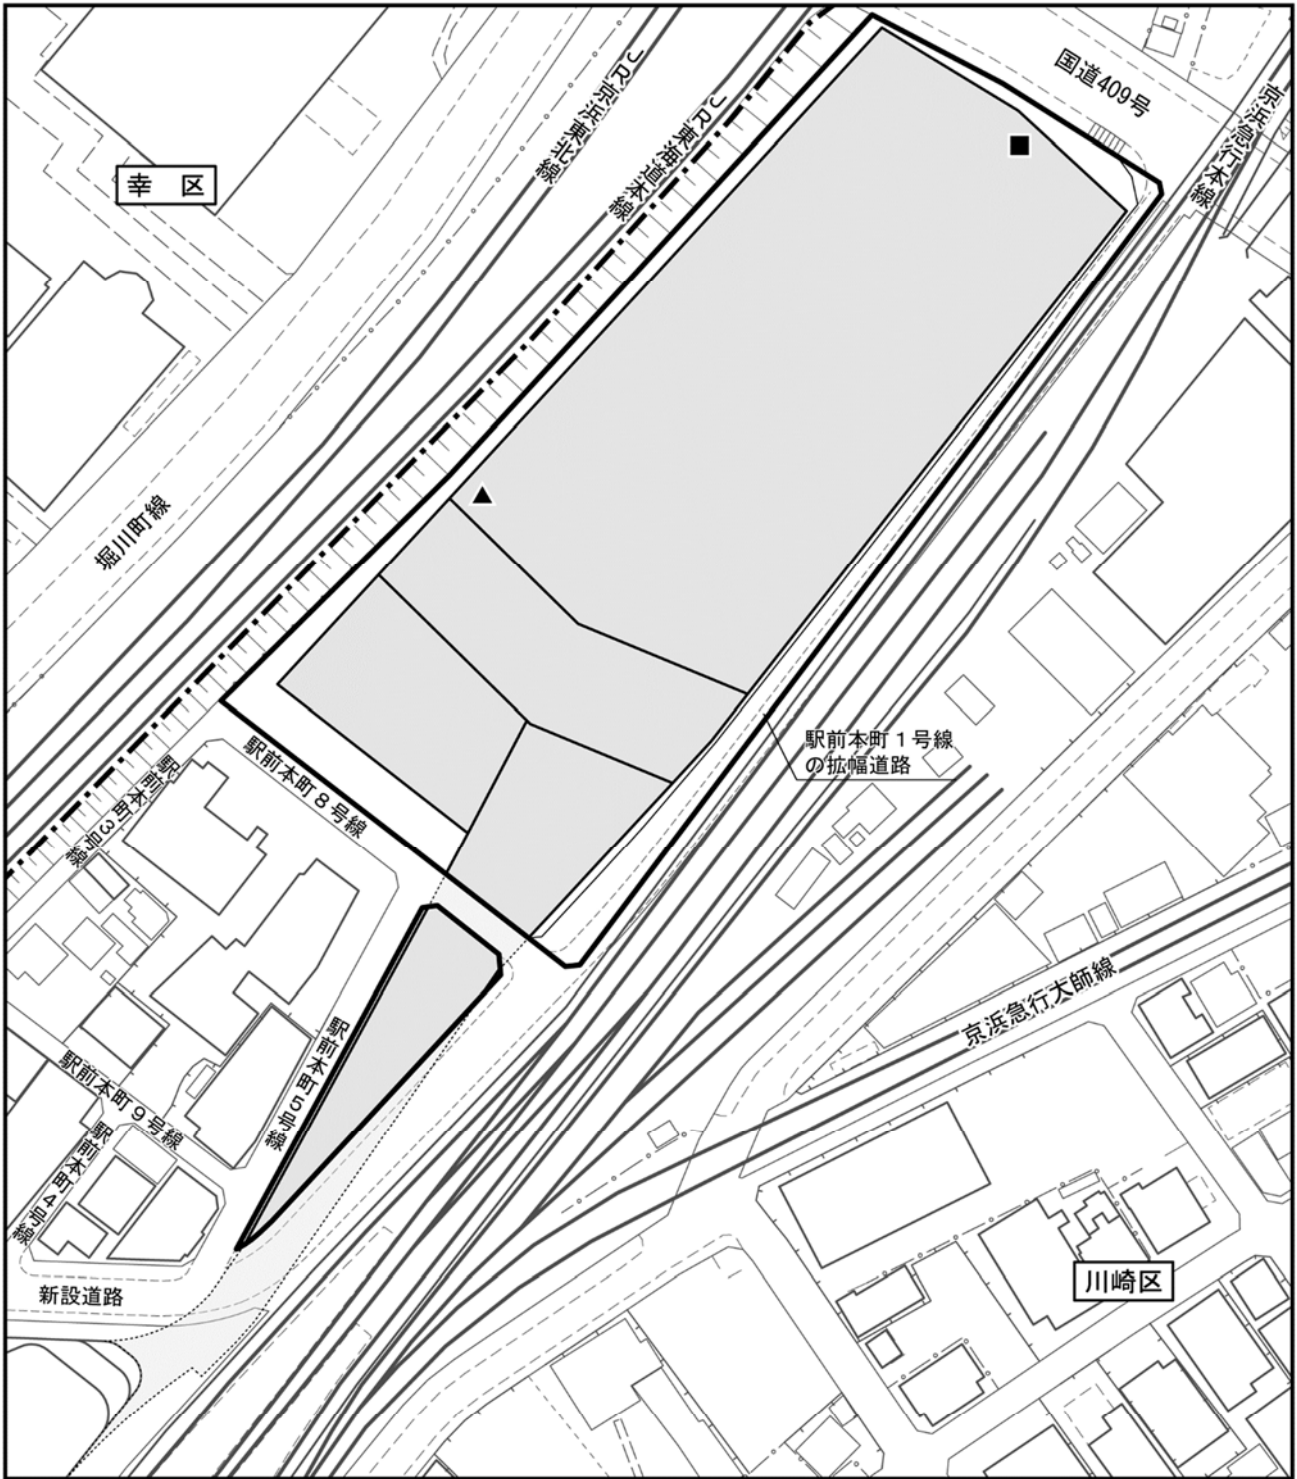 国道409号
京浜急行本線
JR京浜東北線
JR東海道本線
幸　区
堀川町線
駅前本町１号線
の拡幅道路
駅前本町８号線
駅前本町3号線
京浜急行大師線
駅前本町５号線
駅前本町９号線
駅前本町４号線
川崎区
新設道路